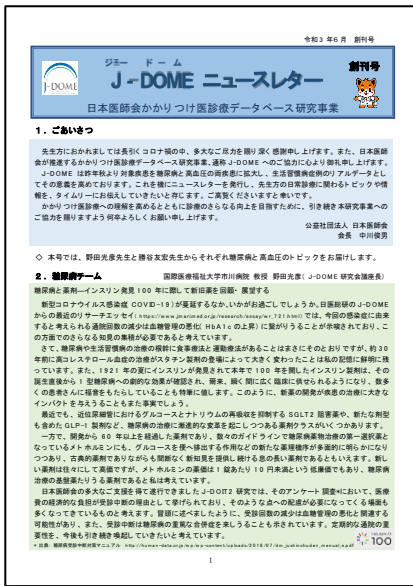 令和3年6月 創刊号
ジェー ドーム
J-DOME ニュースレター
創刊号
J-DOME
日本医師会かかりつけ医診療データベース研究事業
1. ごあいさつ
先生方におかれましては長引くコロナ禍の中、多大なご尽力を賜り深く感謝申し上げます。また、日本医師
会が推進するかかりつけ医診療データベース研究事業、通称 J-DOME へのご協力に心より御礼申し上げます。
J-DOME は昨年秋より対象疾患を糖尿病と高血圧の両疾患に拡大し、生活習慣病症例のリアルデータとし
てその意義を高めております。これを機にニュースレターを発行し、先生方の日常診療に関わるトピックや情
報を、タイムリーにお伝えしていきたいと存じます。ご高覧くださいますと幸いです。
かかりつけ医診療への理解を高めるとともに診療のさらなる向上を目指すために、引き続き本研究事業への
ご協力を賜りますよう何卒よろしくお願い申し上げます。
公益社団法人 日本医師会
会長 中川俊男
◇ 本号では、野田光彦先生と勝谷友宏先生からそれぞれ糖尿病と高血圧のトピックをお届けします。
2. 糖尿病チーム
国際医療福祉大学市川病院 教授 野田光彦（J-DOME 研究会議座長）
糖尿病と薬剤―インスリン発見 100 年に際して新旧薬を回顧・展望する
新型コロナウイルス感染症 COVID-19)が蔓延するなか、いかがお過ごしでしょうか。日医総研の J-DOME
からの最近のリサーチエッセイ(https://www.jmari.med.or.jp/research/essay/wr_721.html)では、今回の感染症に由来
すると考えられる通院回数の減少は血糖管理の悪化( HbA1c の上昇) に繋がりうることが示唆されており、こ
の方面でのさらなる知見の集積が必要であると考えています。
さて、糖尿病や生活習慣病の治療の根幹に食事療法と運動療法があることはまさにそのとおりですが、約 30
年前に高コレステロール血症の治療がスタチン製剤の登場によって大きく変わったことは私の記憶に鮮明に残
っています。また、1921 年の夏にインスリンが発見されて本年で 100 年を閲したインスリン製剤は、その
誕生直後から 1 型糖尿病への劇的な効果が確認され、爾来、瞬く間に広く臨床に供せられるようになり、数多
くの患者さんに福音をもたらしていることも特筆に値します。このように、新薬の開発が疾患の治療に大きな
インパクトを与えうることもまた事実でしょう。
最近でも、近位尿細管におけるグルコースとナトリウムの再吸収を抑制する SGLT2 阻害薬や、新たな剤型
も含めた GLP-1 製剤など、糖尿病の治療に漸進的な変革を起こしつつある薬剤クラスがいくつかあります。
一方で、開発から 60 年以上を経過した薬剤であり、数々のガイドラインで糖尿病薬物治療の第一選択薬と
なっているメトホルミンにも、グルコースを便へ排出する作用などの新たな薬理機序が多面的に明らかになり
つつあり、古典的薬剤でありながらも間断なく新知見を提供し続ける息の長い薬剤であるともいえます。新し
い薬剤は往々にして高価ですが、メトホルミンの薬価は 1 錠あたり 10 円未満という低廉価でもあり、糖尿病
治療の基盤薬たりうる薬剤であると私は考えています。
日本医師会の多大なご支援を得て遂行できました J-DOIT2 研究では、そのアンケート調査*において、医療
費の経済的な負担が受診中断の理由として挙げられており、そのような点への配慮が必要になってくる場面も
多くなってきているものと考えます。冒頭に述べましたように、受診回数の減少は血糖管理の悪化と関連する
可能性があり、また、受診中断は糖尿病の重篤な合併症を来しうることも示されています。定期的な通院の重
要性を、今後も引き続き喚起していきたいと考えています。
100
1